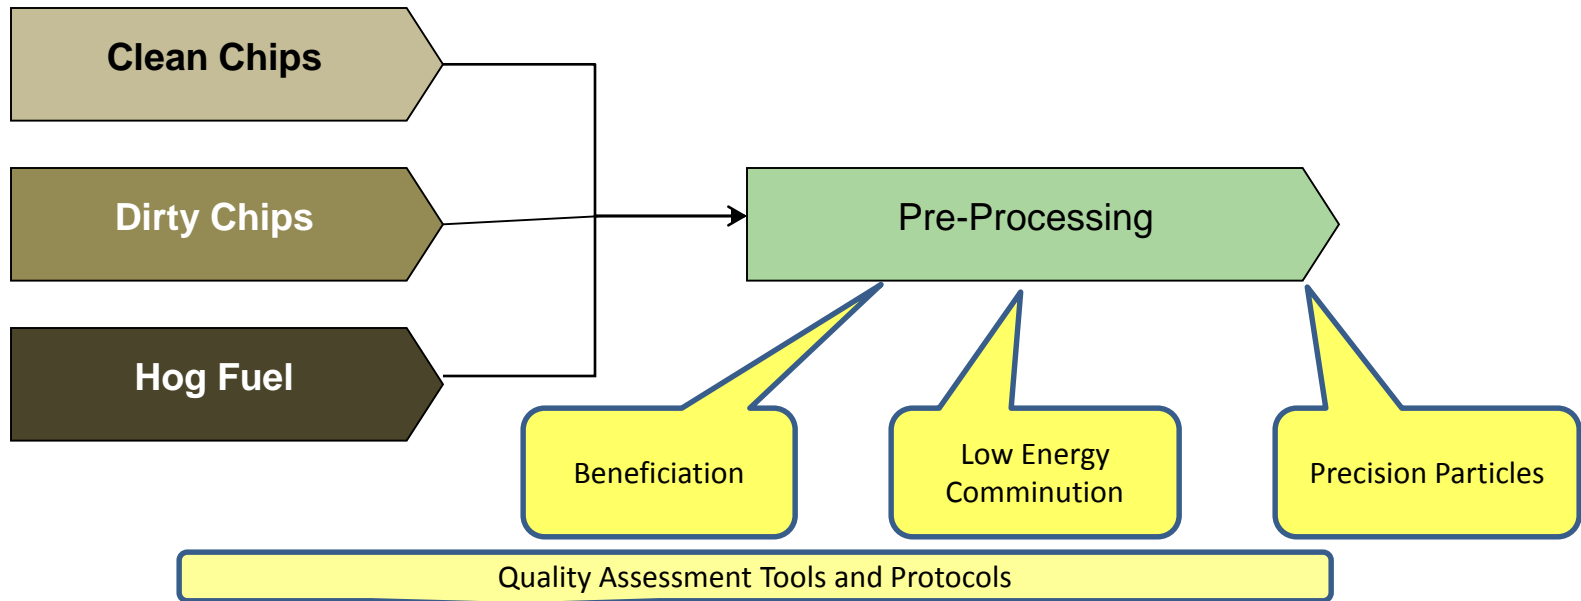 Clean Chips
Dirty Chips
Pre-Processing
Hog Fuel
Beneficiation
Low Energy
Comminution
Precision Particles
Quality Assessment Tools and Protocols